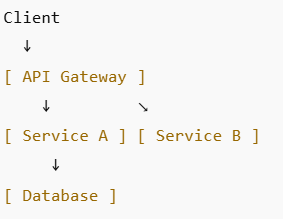 Client
↓
[ API Gateway ]
↓ ↘
[ Service A ] [ Service B ]
↓
[ Database ]